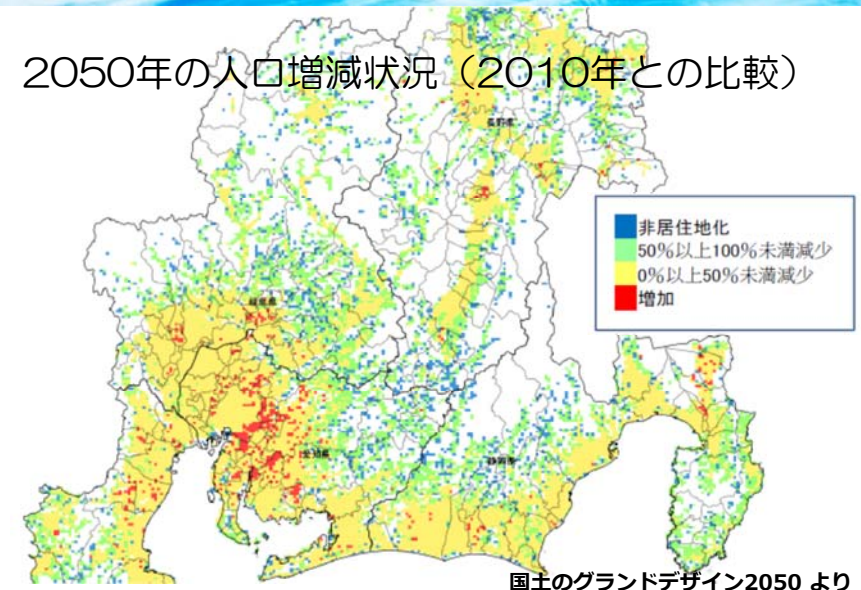 2050年の人口増減状況（2010年との比較）
長野県
非居住地化
50%以上100%未満減少
0%以上50%未満減少
増加
岐阜県
愛知県
静岡県
国土のグランドデザイン2050 より